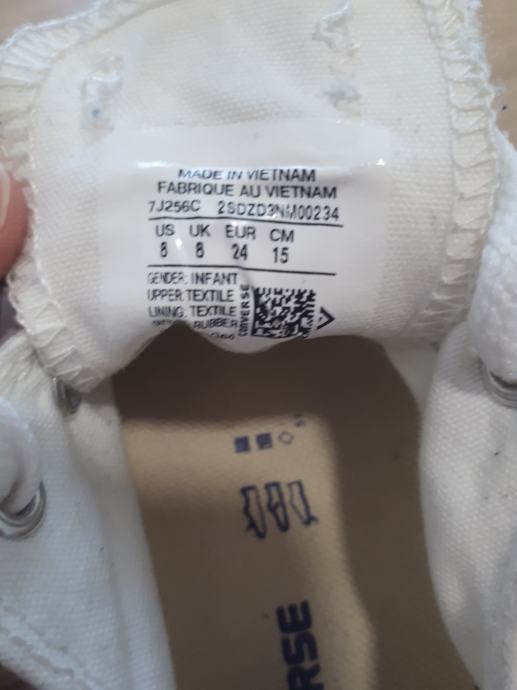 MADE IN VIETNAM
FABRIQUE AU VIETNAM
7J256C 2SDZD3NM00234
US UK EUR CM
8 8 24 15
GENDER: INFANT
UPPER: TEXTILE
LINING: TEXTILE
RUBBER
CONVERSE
RSE